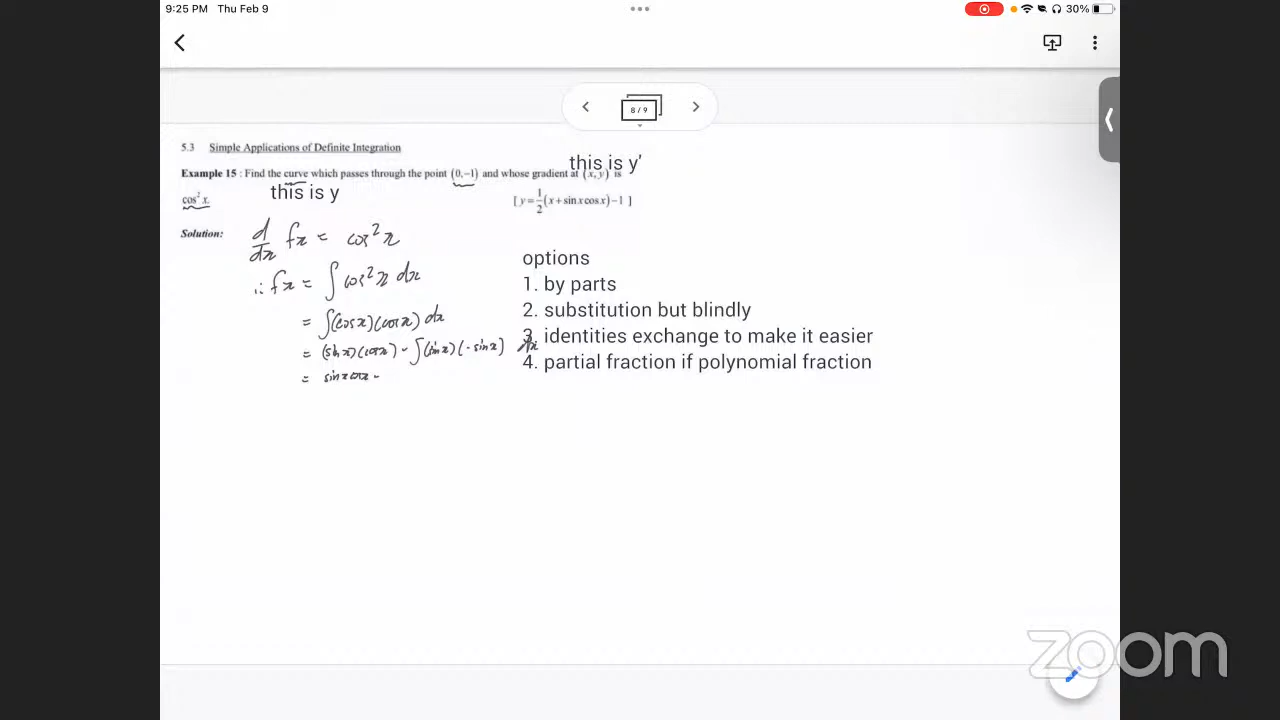 9:25 PM Thu Feb 9
30%
8 / 9
5.3 Simple Applications of Definite Integration
this is y'
Example 15 : Find the curve which passes through the point (0,−1) and whose gradient at (x, y) is
this is y
cos² x.
[ y = 1/2 (x + sin x cos x) − 1 ]
Solution:
d/dx fx = cos² x
∴ fx = ∫ cos² x dx
= ∫ (cos x)(cos x) dx
= (sin x)(cos x) - ∫ (sin x)(- sin x) dx
= sin x cos x -
options
1. by parts
2. substitution but blindly
3. identities exchange to make it easier
4. partial fraction if polynomial fraction
zoom